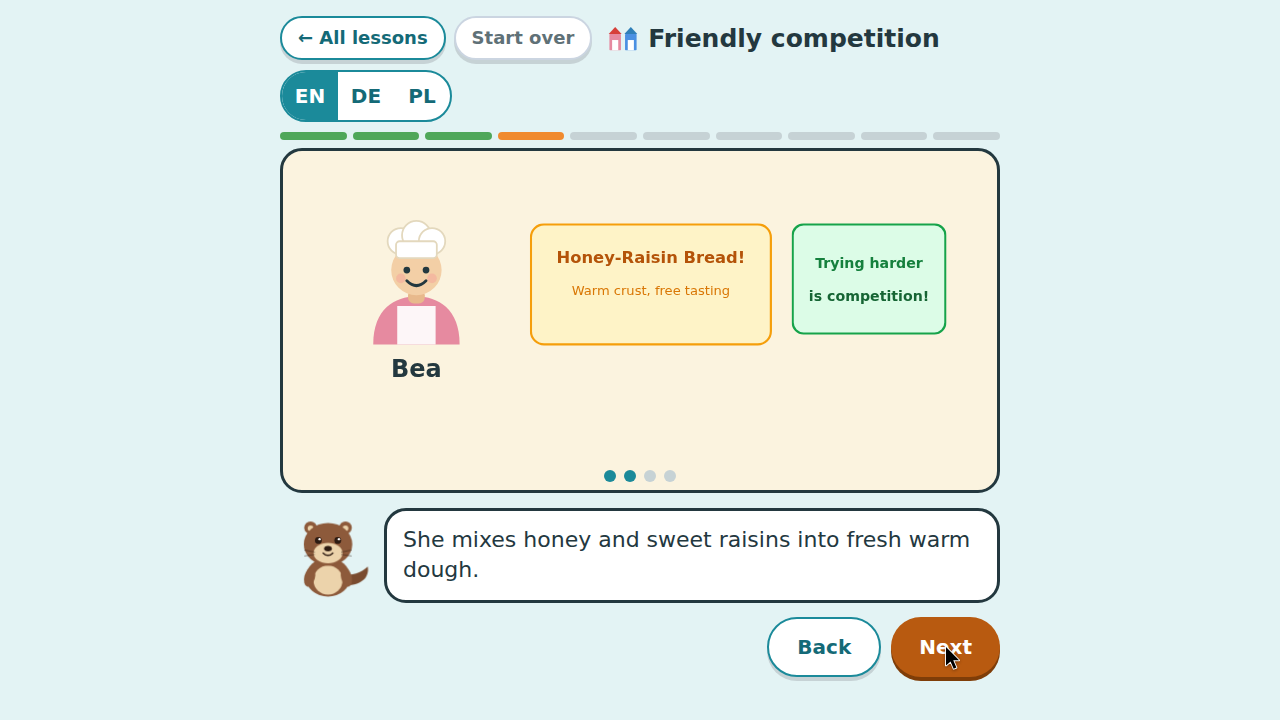 ← All lessons
Start over
Friendly competition
EN
DE
PL
Honey-Raisin Bread!
Warm crust, free tasting
Trying harder
is competition!
Bea
She mixes honey and sweet raisins into fresh warm
dough.
Back
Next